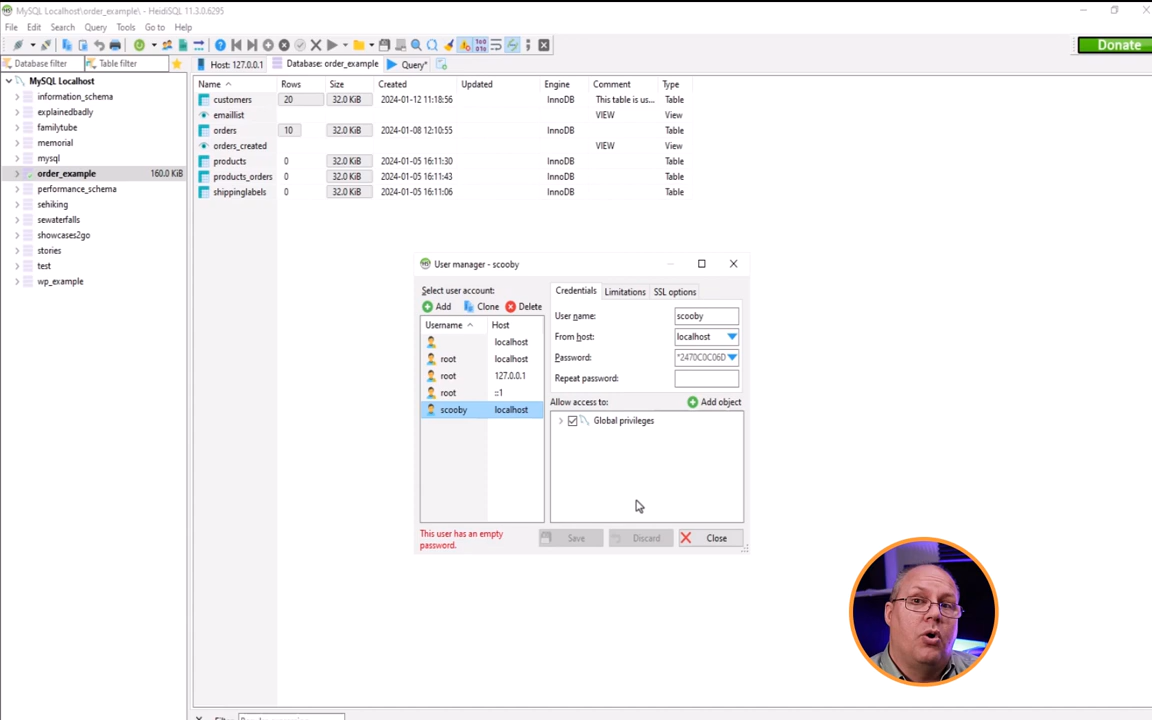 MySQL Localhost\order_example\ - HeidiSQL 11.3.0.6295
File Edit Search Query Tools Go to Help
Donate
Database filter Table filter
Host: 127.0.0.1 Database: order_example Query*
MySQL Localhost
information_schema
explainedbadly
familytube
memorial
mysql
order_example 160.0 KiB
performance_schema
sehiking
sewaterfalls
showcases2go
stories
test
wp_example
Name Rows Size Created Updated Engine Comment Type
customers 20 32.0 KiB 2024-01-12 11:18:56 InnoDB This table is us... Table
emaillist VIEW View
orders 10 32.0 KiB 2024-01-08 12:10:55 InnoDB Table
orders_created VIEW View
products 0 32.0 KiB 2024-01-05 16:11:30 InnoDB Table
products_orders 0 32.0 KiB 2024-01-05 16:11:43 InnoDB Table
shippinglabels 0 32.0 KiB 2024-01-05 16:11:06 InnoDB Table
User manager - scooby
Select user account:
Add Clone Delete
Username Host
localhost
root localhost
root 127.0.0.1
root ::1
scooby localhost
This user has an empty
password.
Credentials Limitations SSL options
User name: scooby
From host: localhost
Password: *2470C0C06D
Repeat password:
Allow access to: Add object
Global privileges
Save Discard Close